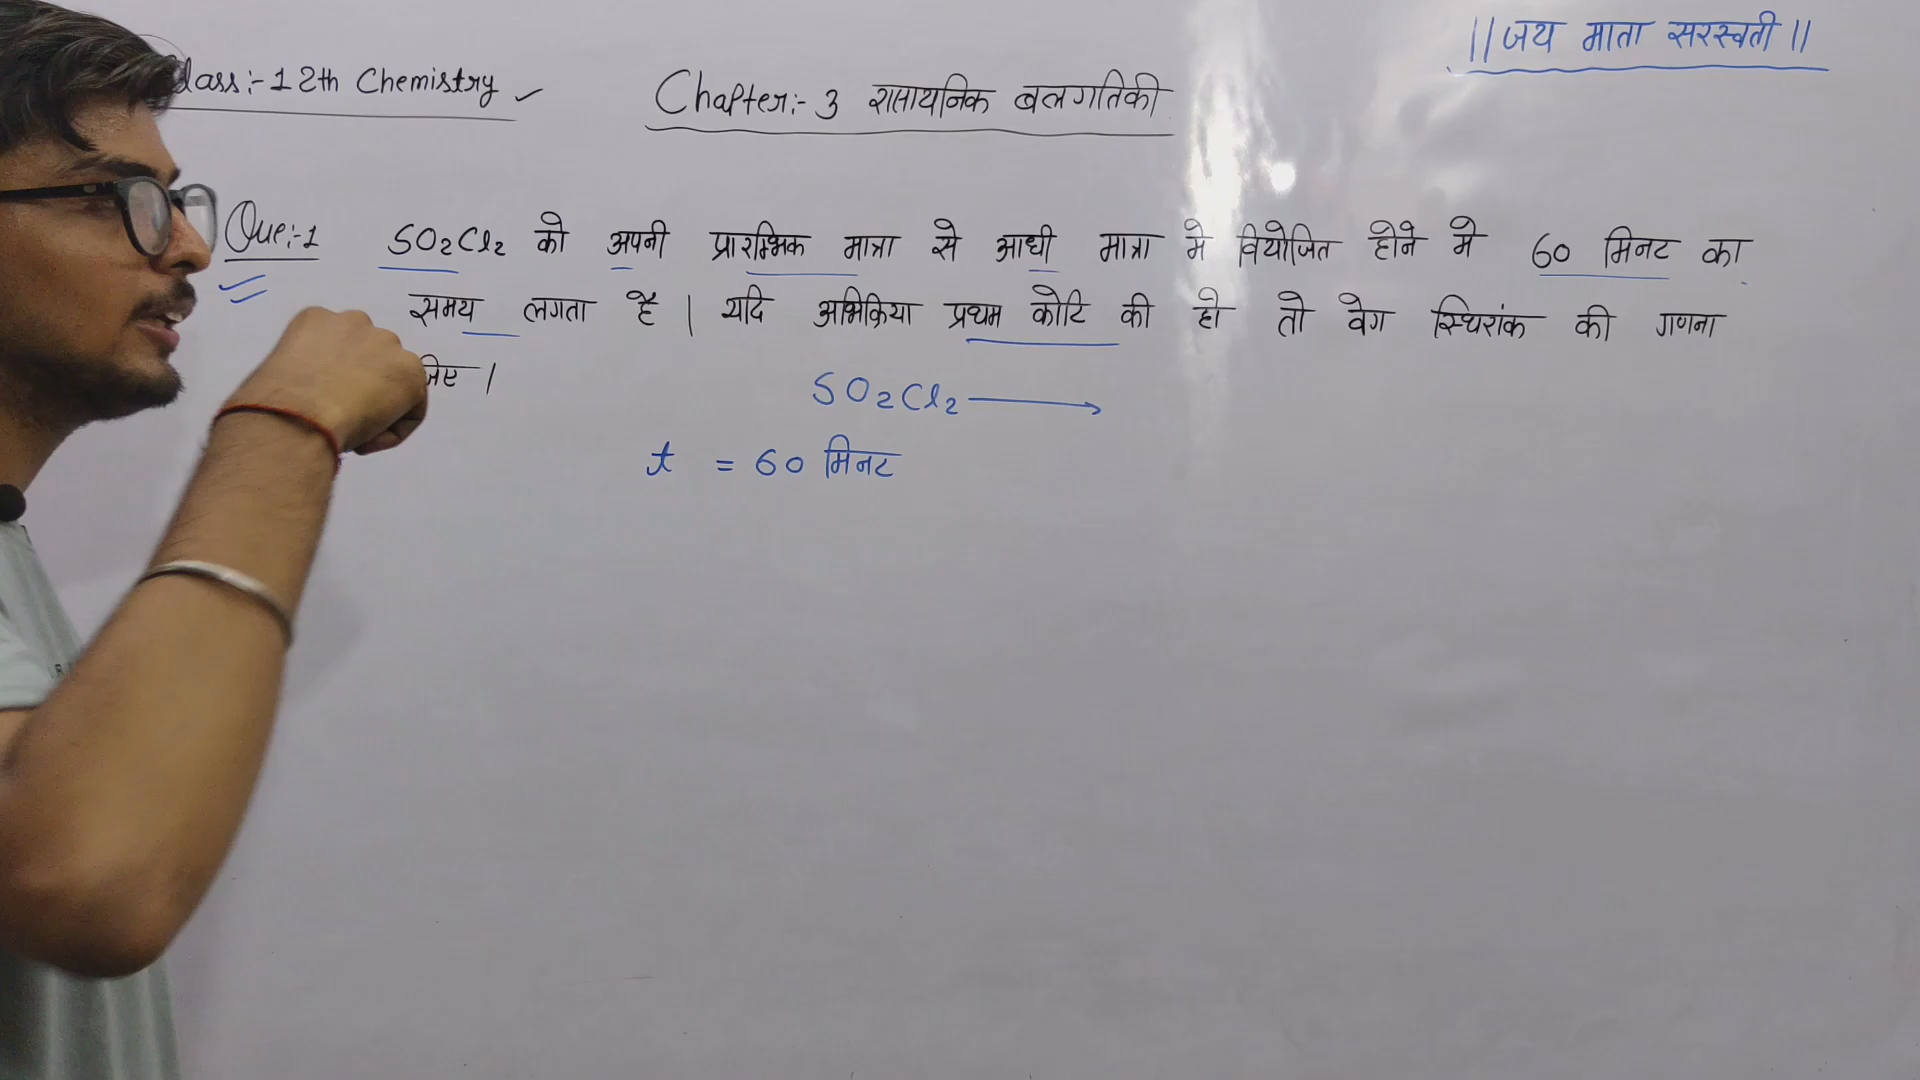 || जय माता सरस्वती ||
Class:- 12th Chemistry
Chapter:- 3 रासायनिक बलगतिकी
Que:-1 SO2Cl2 को अपनी प्रारम्भिक मात्रा से आधी मात्रा मे वियोजित होने मे 60 मिनट का
समय लगता है | यदि अभिक्रिया प्रथम कोटि की हो तो वेग स्थिरांक की गणना
SO2Cl2 ⟶
t = 60 मिनट